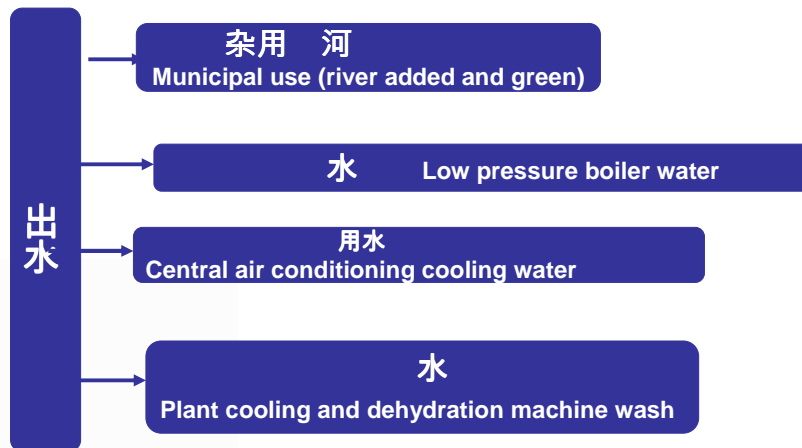 出水
杂用 河
Municipal use (river added and green)
水 Low pressure boiler water
用水
Central air conditioning cooling water
水
Plant cooling and dehydration machine wash